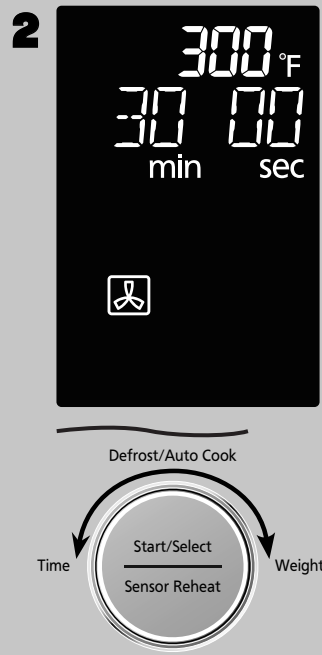 2
300 °F
30 00
min sec
Defrost/Auto Cook
Start/Select
Time Weight
Sensor Reheat